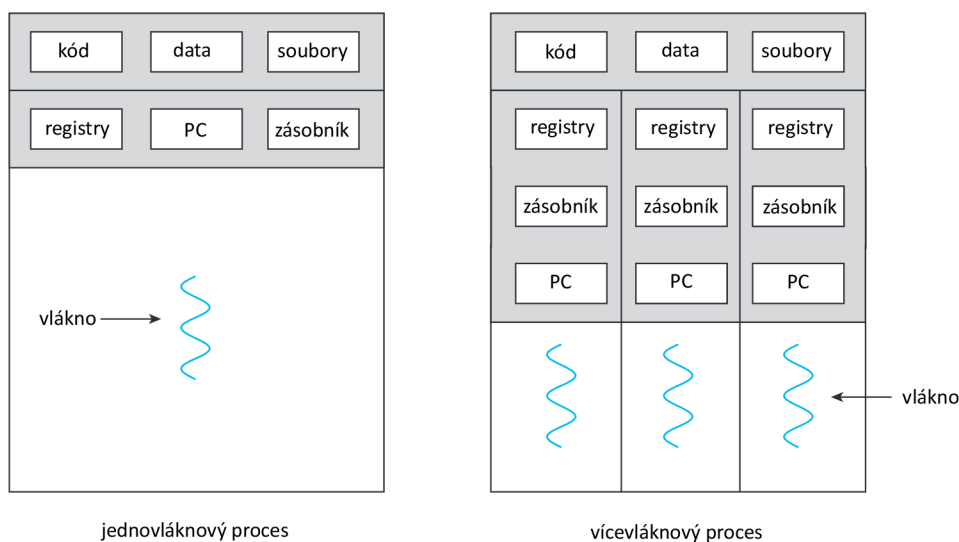 kód data soubory
registry PC zásobník
vlákno
jednovláknový proces
kód data soubory
registry registry registry
zásobník zásobník zásobník
PC PC PC
vlákno
vícevláknový proces